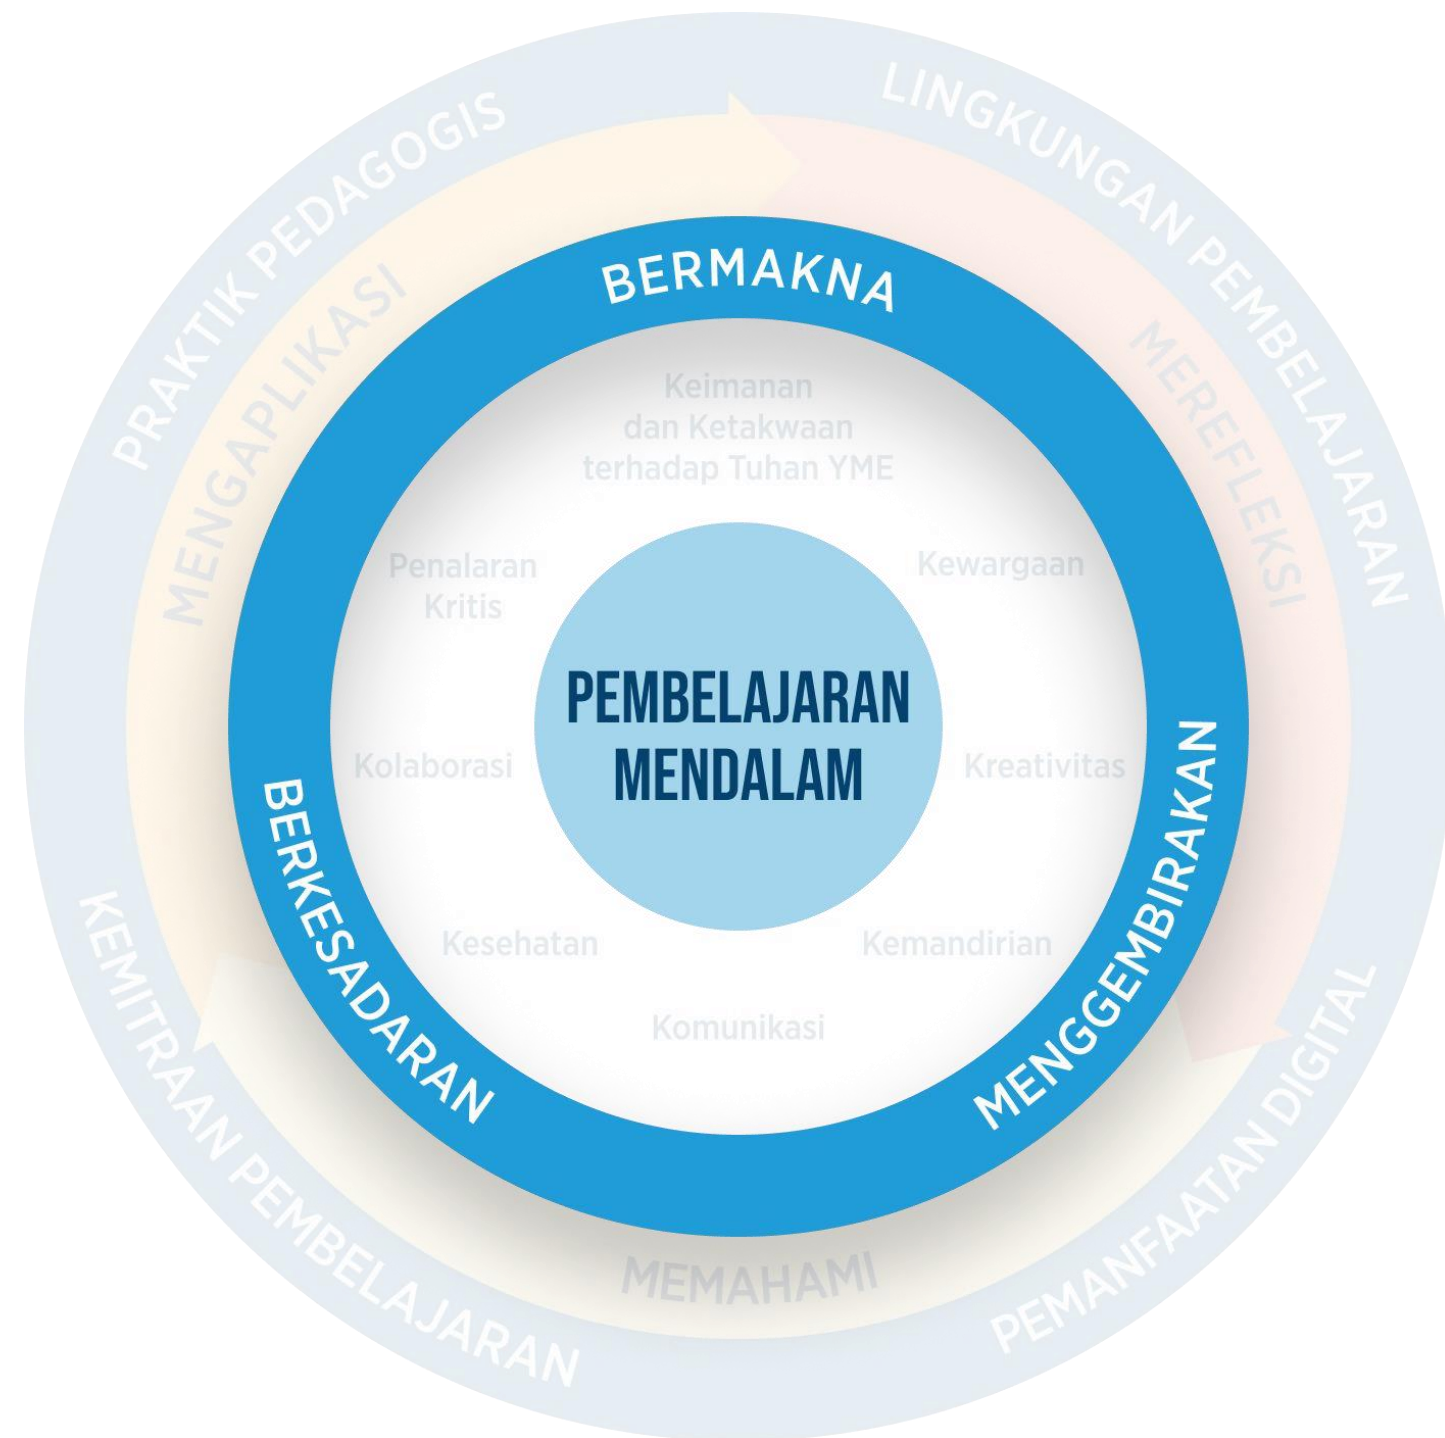 PRAKTIK PEDAGOGIS
LINGKUNGAN PEMBELAJARAN
MENGAPLIKASI
MEREFLEKSI
BERMAKNA
Keimanan
dan Ketakwaan
terhadap Tuhan YME
Penalaran
Kritis
Kewargaan
PEMBELAJARAN
MENDALAM
Kolaborasi
Kreativitas
BERKESADARAN
MENGGEMBIRAKAN
Kesehatan
Kemandirian
Komunikasi
MEMAHAMI
KEMITRAAN PEMBELAJARAN
PEMANFAATAN DIGITAL